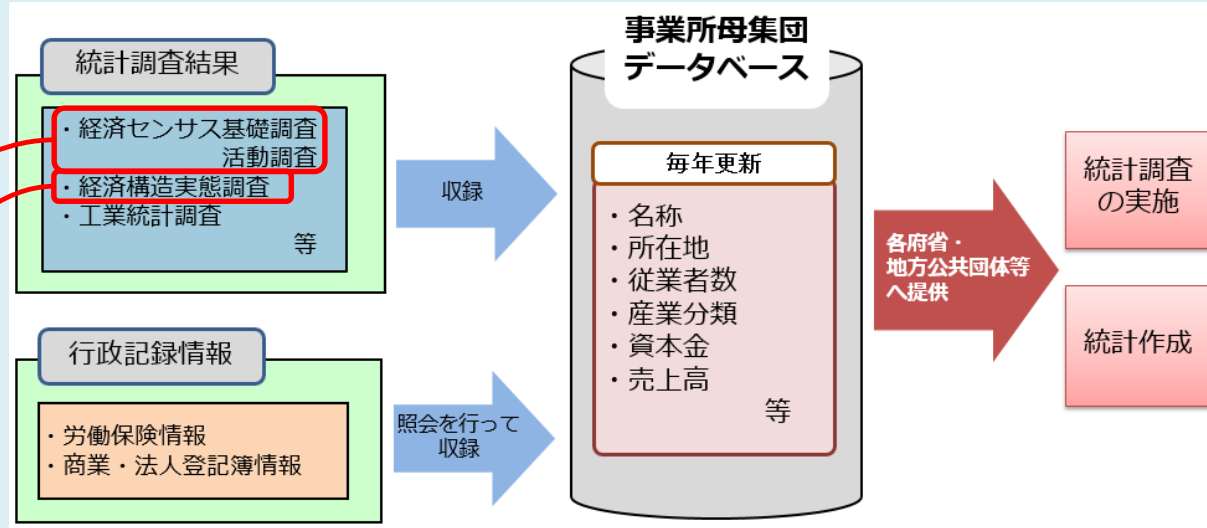 統計調査結果
・経済センサス基礎調査
活動調査
・経済構造実態調査
・工業統計調査
等
行政記録情報
・労働保険情報
・商業・法人登記簿情報
収録
照会を行って
収録
事業所母集団
データベース
毎年更新
・名称
・所在地
・従業者数
・産業分類
・資本金
・売上高
等
各府省・
地方公共団体等
へ提供
統計調査
の実施
統計作成